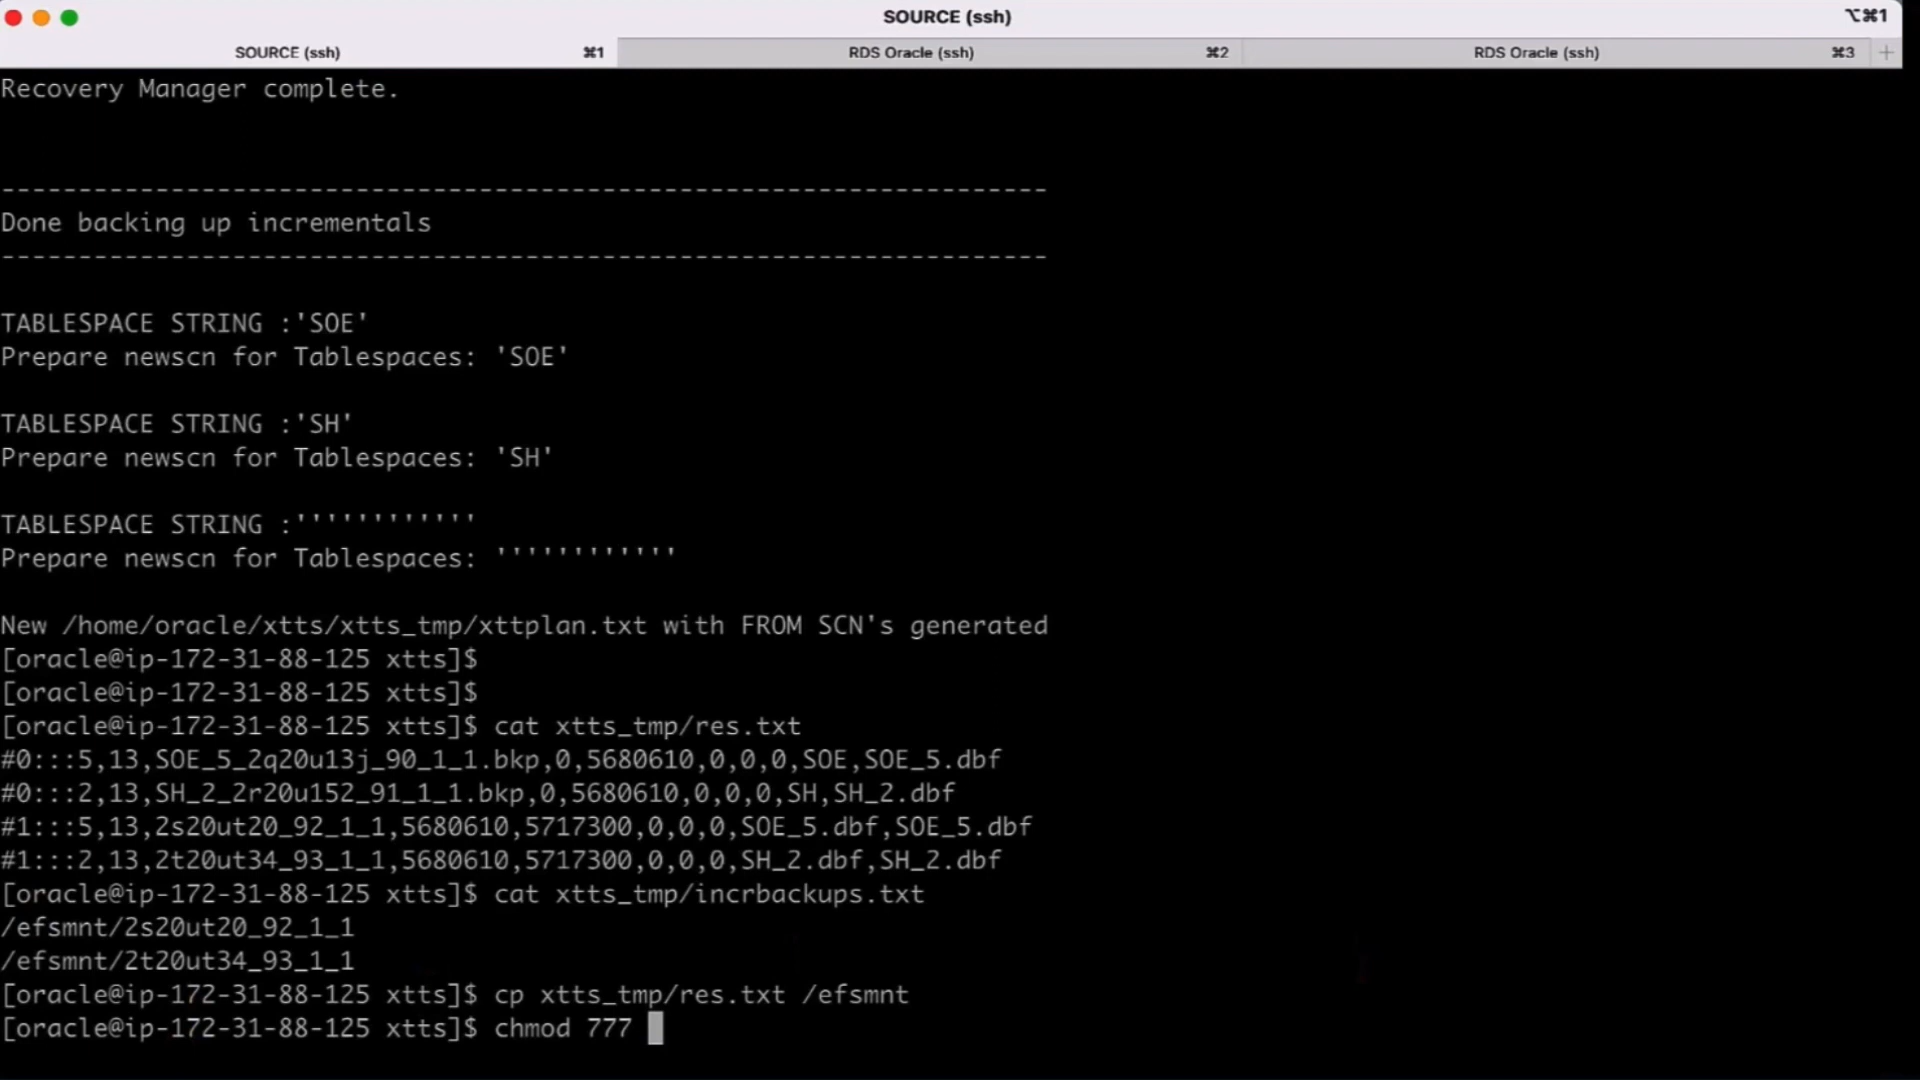 SOURCE (ssh)
⌥⌘1
SOURCE (ssh) ⌘1
RDS Oracle (ssh) ⌘2
RDS Oracle (ssh) ⌘3 +
Recovery Manager complete.
--------------------------------------------------------------------
Done backing up incrementals
--------------------------------------------------------------------
TABLESPACE STRING :'SOE'
Prepare newscn for Tablespaces: 'SOE'
TABLESPACE STRING :'SH'
Prepare newscn for Tablespaces: 'SH'
TABLESPACE STRING :''''''''''''
Prepare newscn for Tablespaces: ''''''''''''
New /home/oracle/xtts/xtts_tmp/xttplan.txt with FROM SCN's generated
[oracle@ip-172-31-88-125 xtts]$
[oracle@ip-172-31-88-125 xtts]$
[oracle@ip-172-31-88-125 xtts]$ cat xtts_tmp/res.txt
#0:::5,13,SOE_5_2q20u13j_90_1_1.bkp,0,5680610,0,0,0,SOE,SOE_5.dbf
#0:::2,13,SH_2_2r20u152_91_1_1.bkp,0,5680610,0,0,0,SH,SH_2.dbf
#1:::5,13,2s20ut20_92_1_1,5680610,5717300,0,0,0,SOE_5.dbf,SOE_5.dbf
#1:::2,13,2t20ut34_93_1_1,5680610,5717300,0,0,0,SH_2.dbf,SH_2.dbf
[oracle@ip-172-31-88-125 xtts]$ cat xtts_tmp/incrbackups.txt
/efsmnt/2s20ut20_92_1_1
/efsmnt/2t20ut34_93_1_1
[oracle@ip-172-31-88-125 xtts]$ cp xtts_tmp/res.txt /efsmnt
[oracle@ip-172-31-88-125 xtts]$ chmod 777